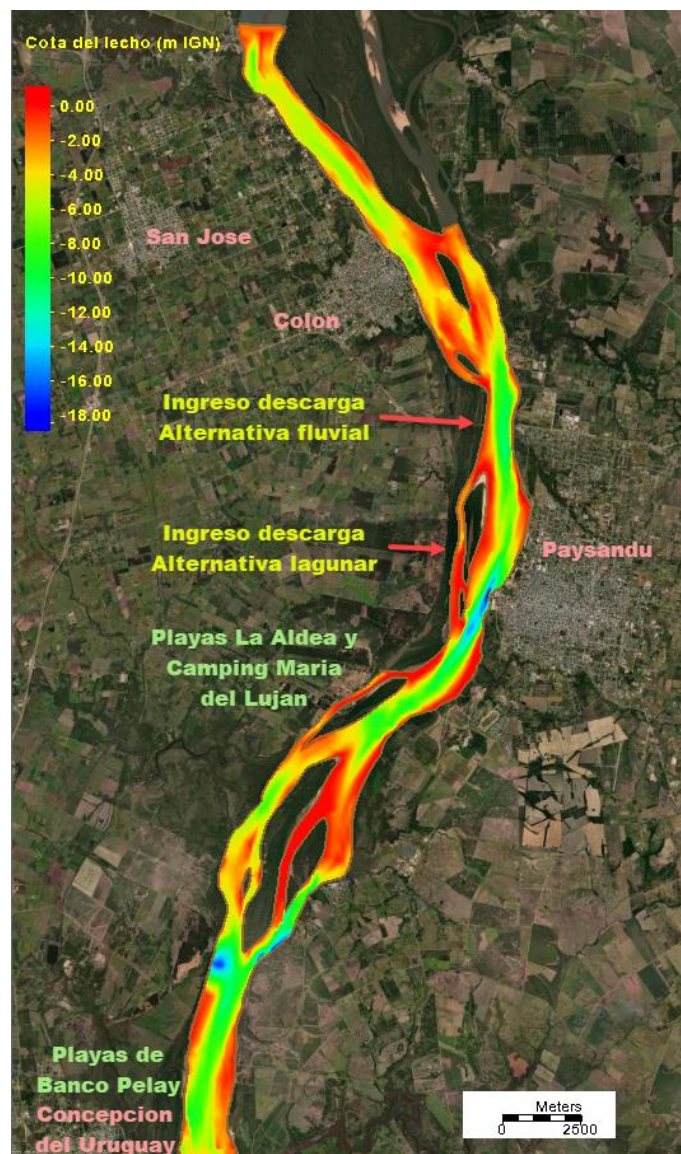 Cota del lecho (m IGN)
0.00
-2.00
-4.00
-6.00
-8.00
-10.00
-12.00
-14.00
-16.00
-18.00
San Jose
Colon
Ingreso descarga
Alternativa fluvial
Ingreso descarga
Alternativa lagunar
Paysandu
Playas La Aldea y
Camping Maria
del Lujan
Playas de
Banco Pelay
Concepcion
del Uruguay
Meters
0 2500